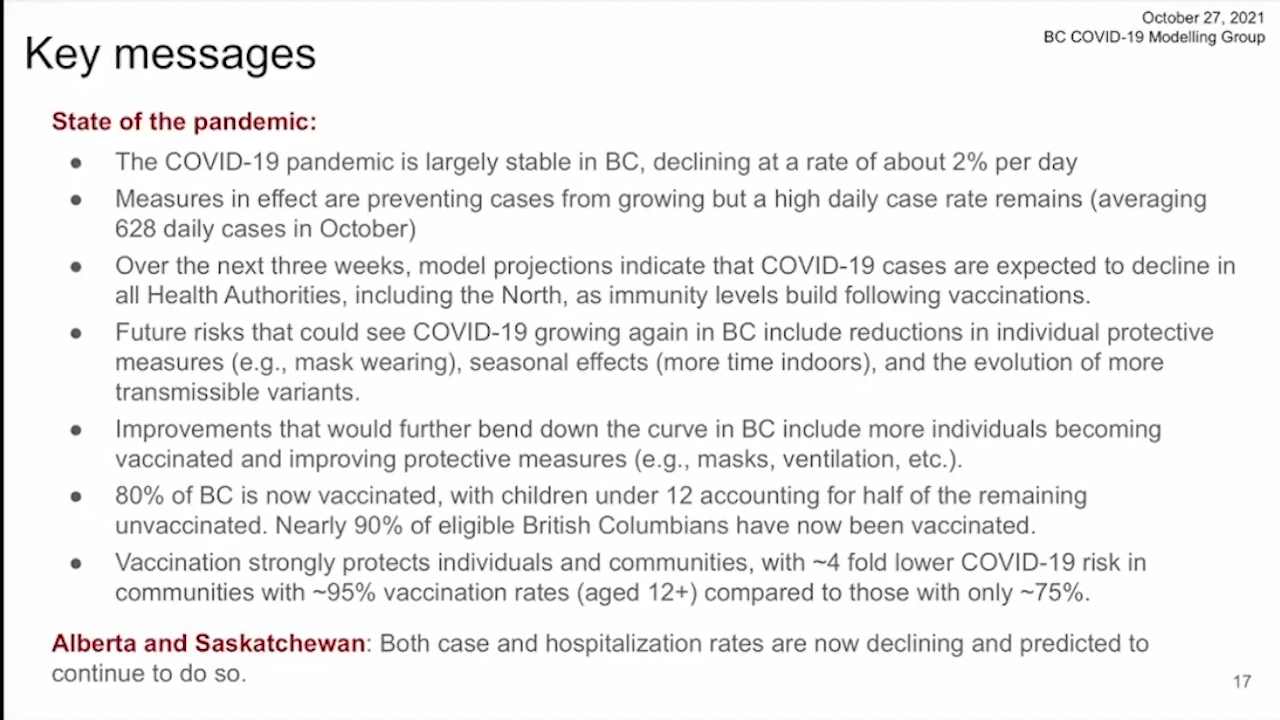 October 27, 2021
BC COVID-19 Modelling Group
Key messages
State of the pandemic:
● The COVID-19 pandemic is largely stable in BC, declining at a rate of about 2% per day
● Measures in effect are preventing cases from growing but a high daily case rate remains (averaging
628 daily cases in October)
● Over the next three weeks, model projections indicate that COVID-19 cases are expected to decline in
all Health Authorities, including the North, as immunity levels build following vaccinations.
● Future risks that could see COVID-19 growing again in BC include reductions in individual protective
measures (e.g., mask wearing), seasonal effects (more time indoors), and the evolution of more
transmissible variants.
● Improvements that would further bend down the curve in BC include more individuals becoming
vaccinated and improving protective measures (e.g., masks, ventilation, etc.).
● 80% of BC is now vaccinated, with children under 12 accounting for half of the remaining
unvaccinated. Nearly 90% of eligible British Columbians have now been vaccinated.
● Vaccination strongly protects individuals and communities, with ~4 fold lower COVID-19 risk in
communities with ~95% vaccination rates (aged 12+) compared to those with only ~75%.
Alberta and Saskatchewan: Both case and hospitalization rates are now declining and predicted to
continue to do so.
17